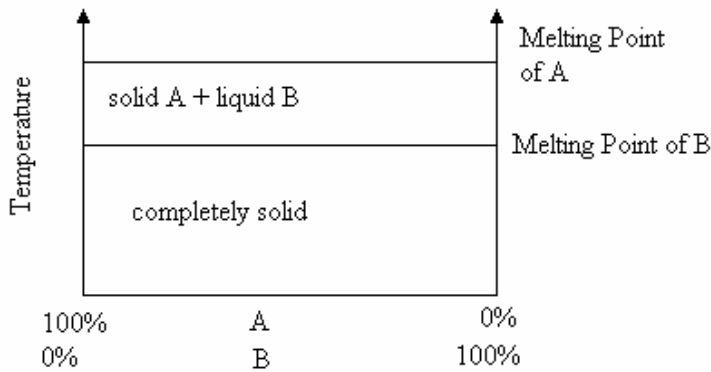 Melting Point
of A
solid A + liquid B
Temperature
Melting Point of B
completely solid
100% A 0%
0% B 100%